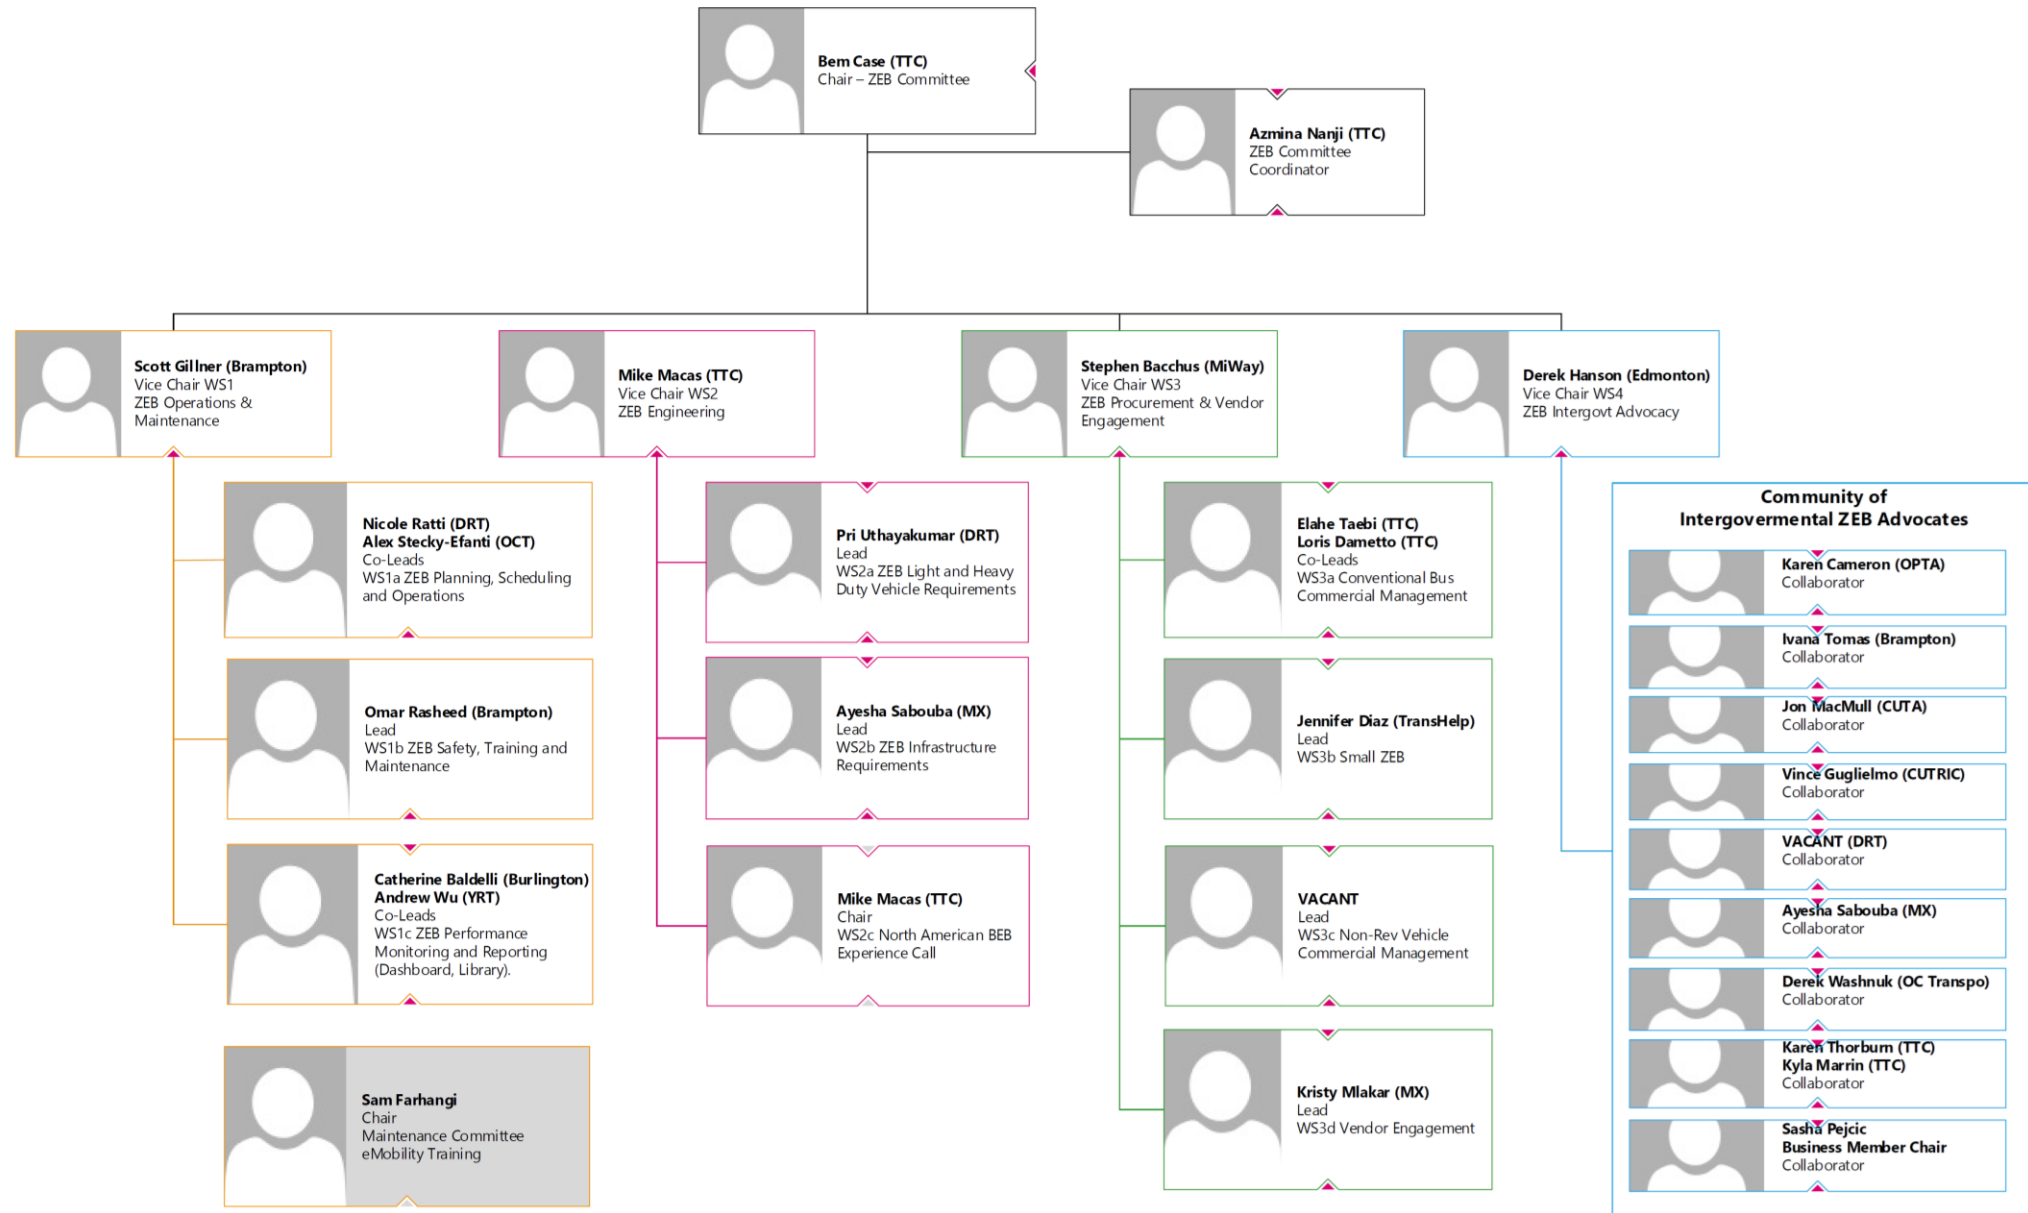 Bem Case (TTC)
Chair – ZEB Committee
Azmina Nanji (TTC)
ZEB Committee
Coordinator
Scott Gillner (Brampton)
Vice Chair WS1
ZEB Operations &
Maintenance
Mike Macas (TTC)
Vice Chair WS2
ZEB Engineering
Stephen Bacchus (MiWay)
Vice Chair WS3
ZEB Procurement & Vendor
Engagement
Derek Hanson (Edmonton)
Vice Chair WS4
ZEB Intergovt Advocacy
Nicole Ratti (DRT)
Alex Stecky-Efanti (OCT)
Co-Leads
WS1a ZEB Planning, Scheduling
and Operations
Omar Rasheed (Brampton)
Lead
WS1b ZEB Safety, Training and
Maintenance
Catherine Baldelli (Burlington)
Andrew Wu (YRT)
Co-Leads
WS1c ZEB Performance
Monitoring and Reporting
(Dashboard, Library).
Sam Farhangi
Chair
Maintenance Committee
eMobility Training
Pri Uthayakumar (DRT)
Lead
WS2a ZEB Light and Heavy
Duty Vehicle Requirements
Ayesha Sabouba (MX)
Lead
WS2b ZEB Infrastructure
Requirements
Mike Macas (TTC)
Chair
WS2c North American BEB
Experience Call
Elahe Taebi (TTC)
Loris Dametto (TTC)
Co-Leads
WS3a Conventional Bus
Commercial Management
Jennifer Diaz (TransHelp)
Lead
WS3b Small ZEB
VACANT
Lead
WS3c Non-Rev Vehicle
Commercial Management
Kristy Mlakar (MX)
Lead
WS3d Vendor Engagement
Community of
Intergovermental ZEB Advocates
Karen Cameron (OPTA)
Collaborator
Ivana Tomas (Brampton)
Collaborator
Jon MacMull (CUTA)
Collaborator
Vince Guglielmo (CUTRIC)
Collaborator
VACANT (DRT)
Collaborator
Ayesha Sabouba (MX)
Collaborator
Derek Washnuk (OC Transpo)
Collaborator
Karen Thorburn (TTC)
Kyla Marrin (TTC)
Collaborator
Sasha Pejcic
Business Member Chair
Collaborator